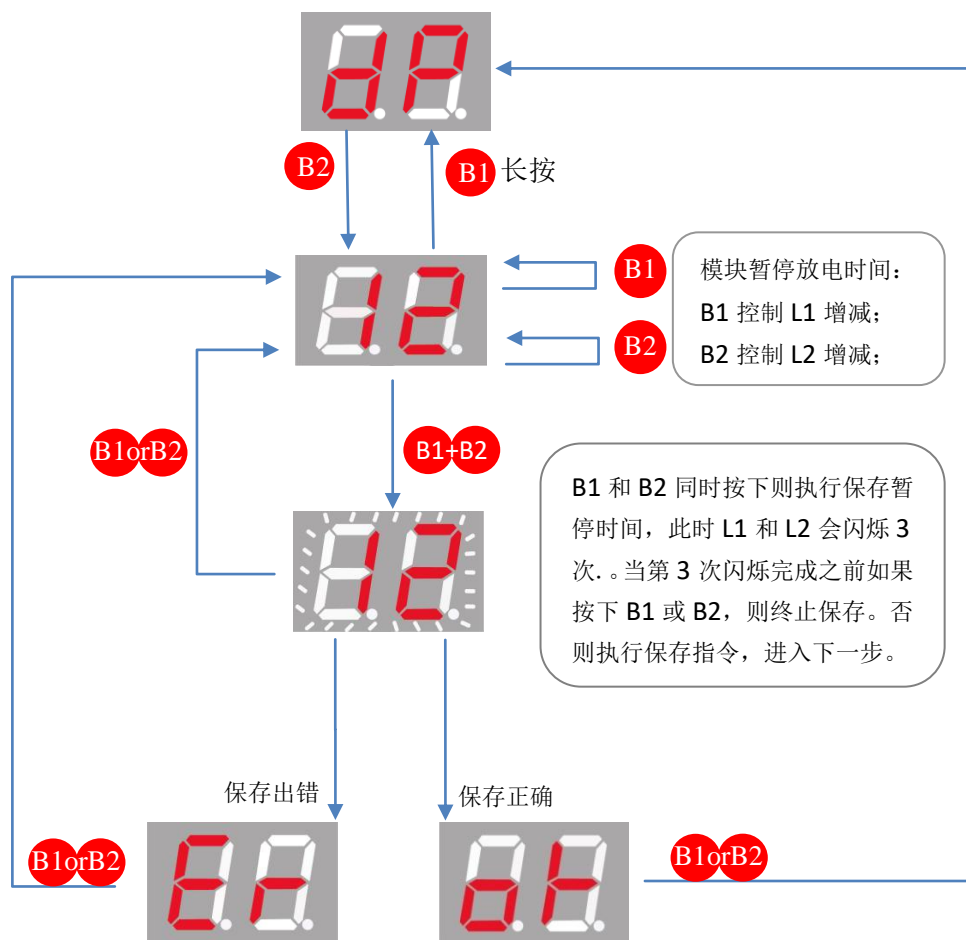 dP
B2
B1 长按
12
B1
B2
模块暂停放电时间：
B1 控制 L1 增减；
B2 控制 L2 增减；
B1orB2
B1+B2
12
B1 和 B2 同时按下则执行保存暂
停时间，此时 L1 和 L2 会闪烁 3
次.。当第 3 次闪烁完成之前如果
按下 B1 或 B2，则终止保存。否
则执行保存指令，进入下一步。
保存出错
保存正确
B1orB2
Er
ot
B1orB2